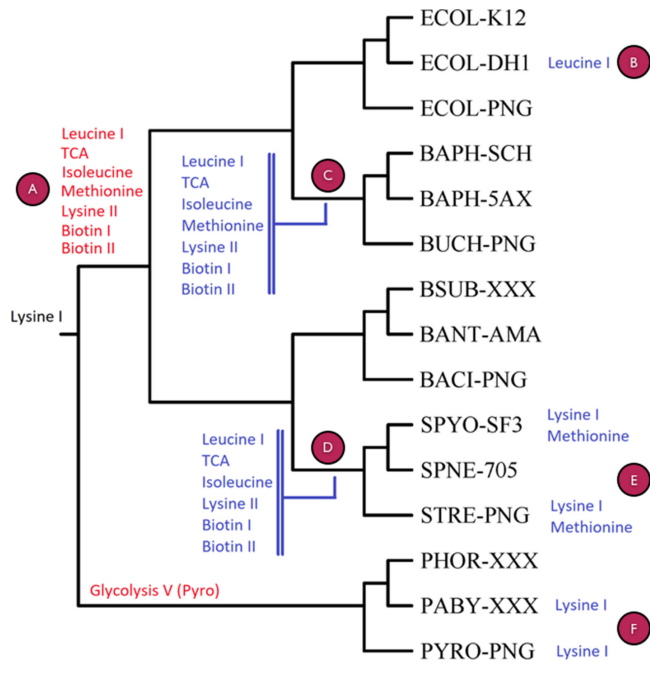 ECOL-K12
ECOL-DH1 Leucine I B
ECOL-PNG
A
Leucine I
TCA
Isoleucine
Methionine
Lysine II
Biotin I
Biotin II
Leucine I
TCA
Isoleucine
Methionine
Lysine II
Biotin I
Biotin II
C
BAPH-SCH
BAPH-5AX
BUCH-PNG
Lysine I
BSUB-XXX
BANT-AMA
BACI-PNG
Leucine I
TCA
Isoleucine
Lysine II
Biotin I
Biotin II
D
SPYO-SF3 Lysine I
Methionine
SPNE-705
E
STRE-PNG Lysine I
Methionine
Glycolysis V (Pyro)
PHOR-XXX
PABY-XXX Lysine I
F
PYRO-PNG Lysine I